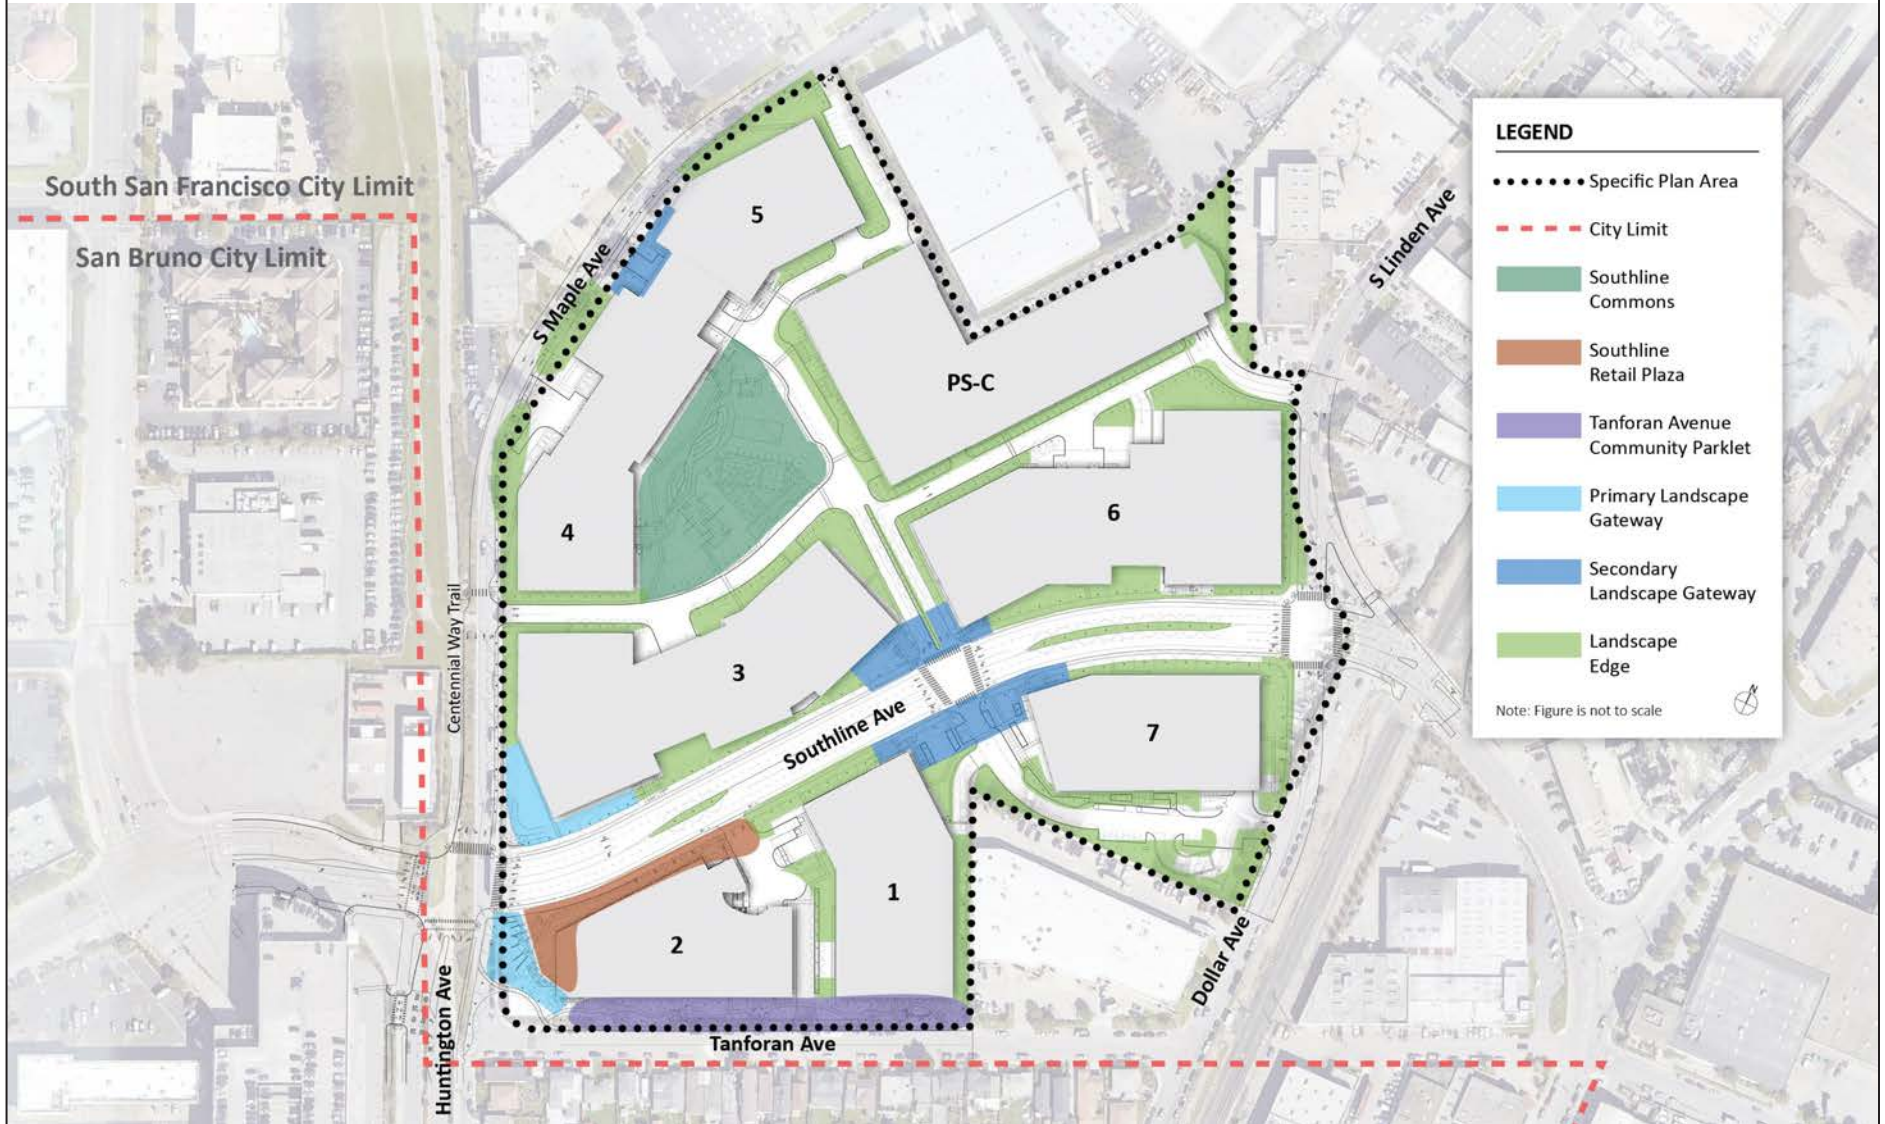 South San Francisco City Limit
San Bruno City Limit
S Maple Ave
S Linden Ave
5
PS-C
4
6
3
7
1
2
Centennial Way Trail
Southline Ave
Huntington Ave
Tanforan Ave
Dollar Ave
LEGEND
Specific Plan Area
City Limit
Southline
Commons
Southline
Retail Plaza
Tanforan Avenue
Community Parklet
Primary Landscape
Gateway
Secondary
Landscape Gateway
Landscape
Edge
Note: Figure is not to scale
N